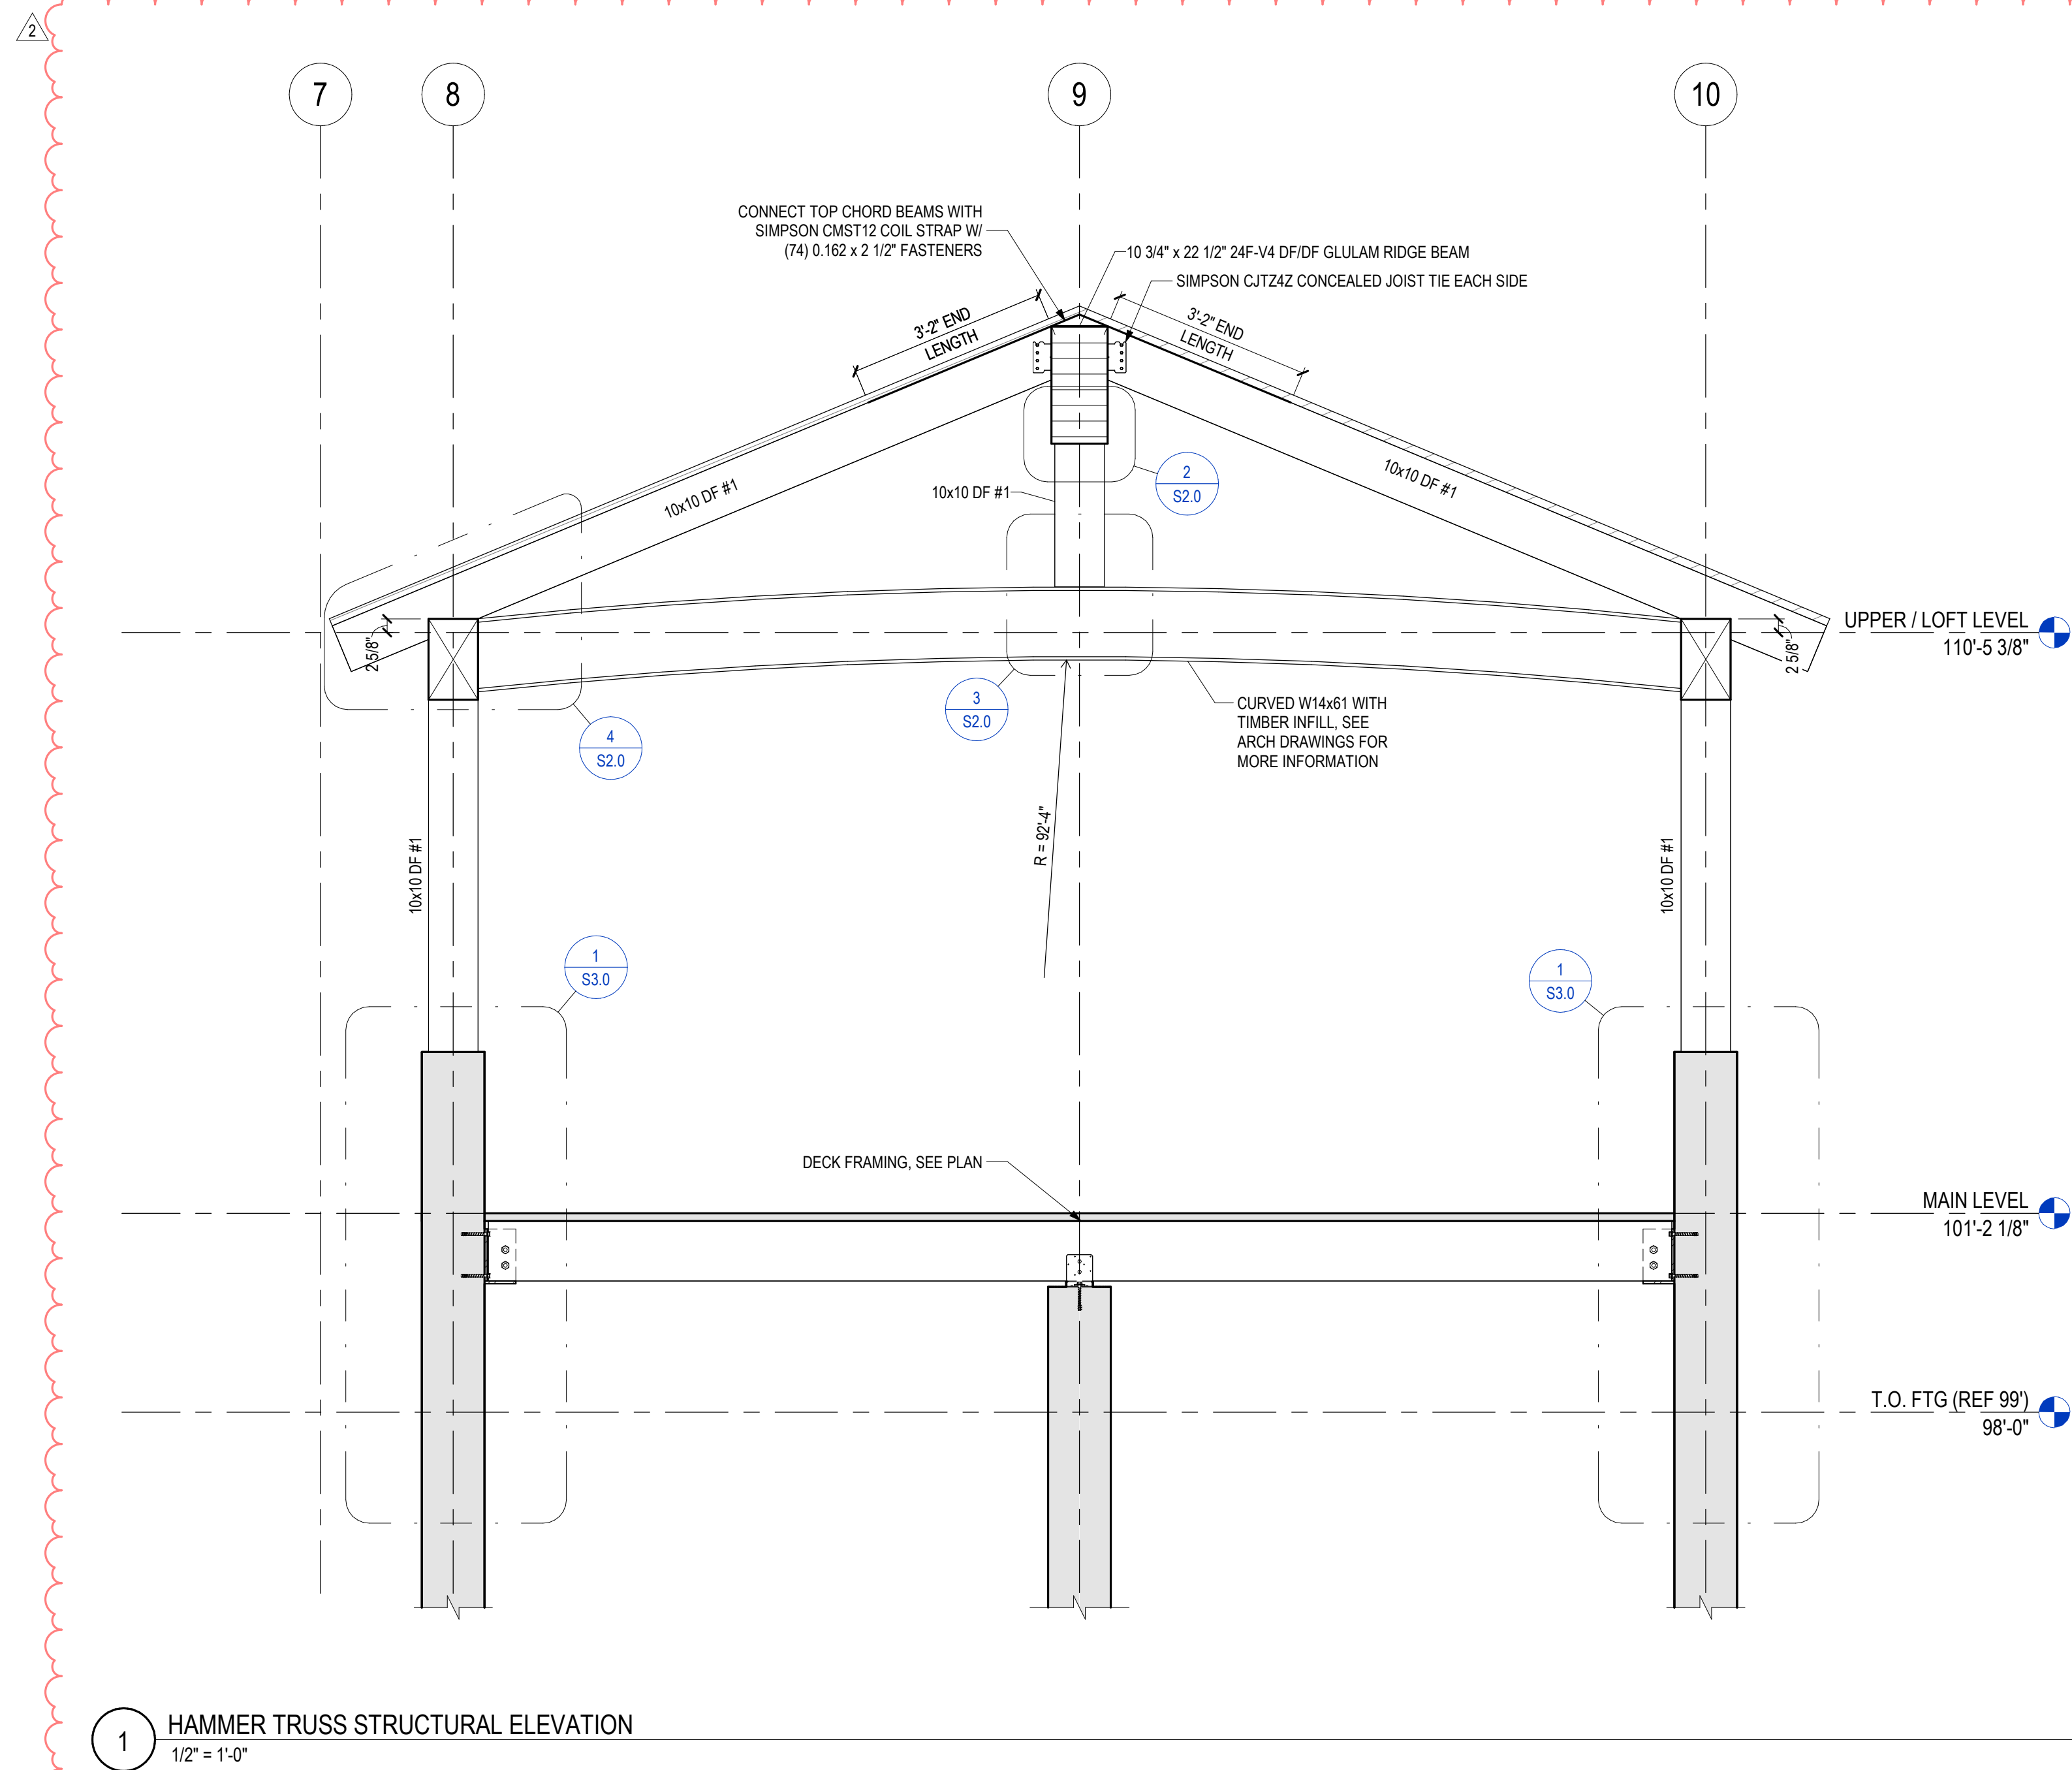 2
7
8
9
10
CONNECT TOP CHORD BEAMS WITH
SIMPSON CMST12 COIL STRAP W/
(74) 0.162 x 2 1/2" FASTENERS
10 3/4" x 22 1/2" 24F-V4 DF/DF GLULAM RIDGE BEAM
SIMPSON CJTZ4Z CONCEALED JOIST TIE EACH SIDE
3'-2" END
LENGTH
3'-2" END
LENGTH
10x10 DF #1
10x10 DF #1
10x10 DF #1
2
S2.0
2 5/8"
2 5/8"
UPPER / LOFT LEVEL
110'-5 3/8"
3
S2.0
4
S2.0
CURVED W14x61 WITH
TIMBER INFILL, SEE
ARCH DRAWINGS FOR
MORE INFORMATION
R = 92'-4"
10x10 DF #1
10x10 DF #1
1
S3.0
1
S3.0
DECK FRAMING, SEE PLAN
MAIN LEVEL
101'-2 1/8"
T.O. FTG (REF 99')
98'-0"
1
HAMMER TRUSS STRUCTURAL ELEVATION
1/2" = 1'-0"